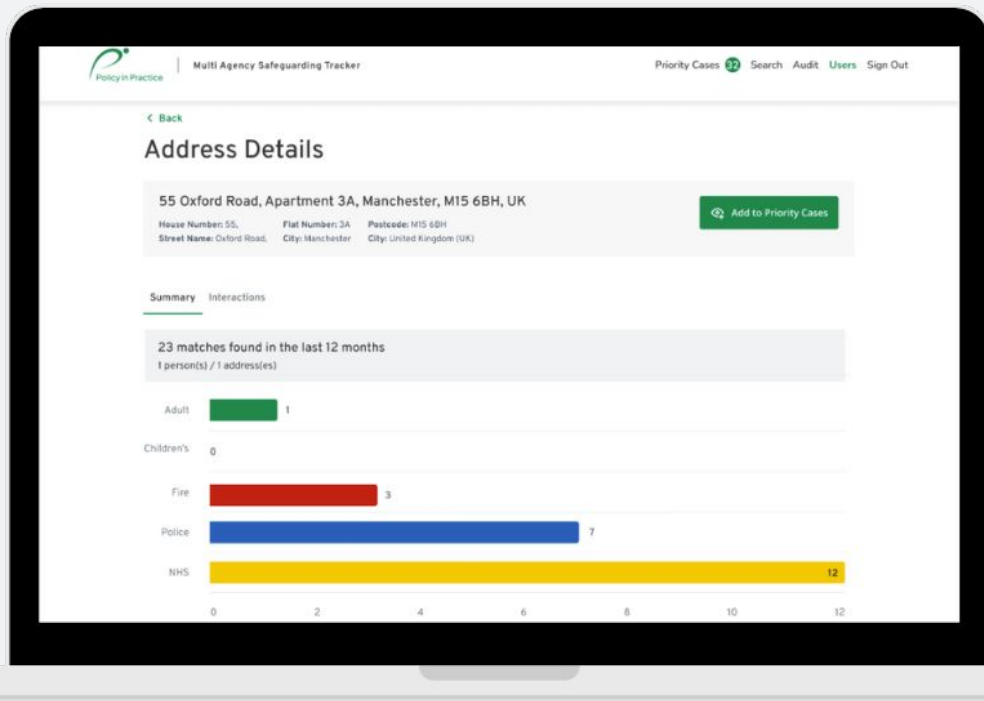 Policy in Practice
Multi Agency Safeguarding Tracker
Priority Cases 32 Search Audit Users Sign Out
< Back
Address Details
55 Oxford Road, Apartment 3A, Manchester, M15 6BH, UK
Add to Priority Cases
House Number: 55, Flat Number: 3A Postcode: M15 6BH
Street Name: Oxford Road, City: Manchester City: United Kingdom (UK)
Summary Interactions
23 matches found in the last 12 months
1 person(s) / 1 address(es)
Adult 1
Children's 0
Fire 3
Police 7
NHS 12
0 2 4 6 8 10 12